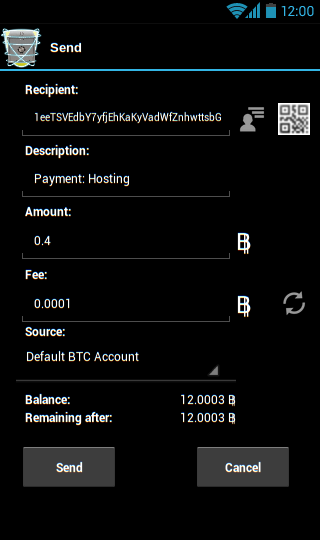 12:00
Send
Recipient:
1eeTSVEdbY7yfjEhKaKyVadWfZnhwttsbG
Description:
Payment: Hosting
Amount:
0.4
Fee:
0.0001
Source:
Default BTC Account
Balance: 12.0003 ₿
Remaining after: 12.0003 ₿
Send Cancel